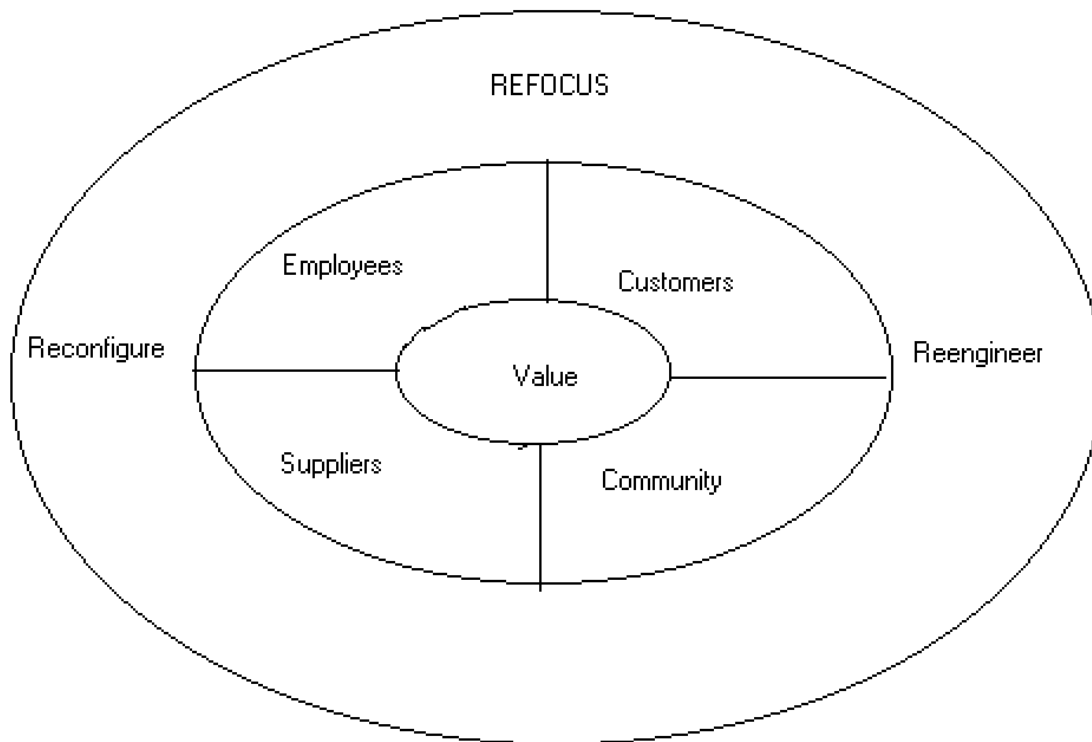 REFOCUS
Employees
Customers
Reconfigure
Reengineer
Value
Suppliers
Community